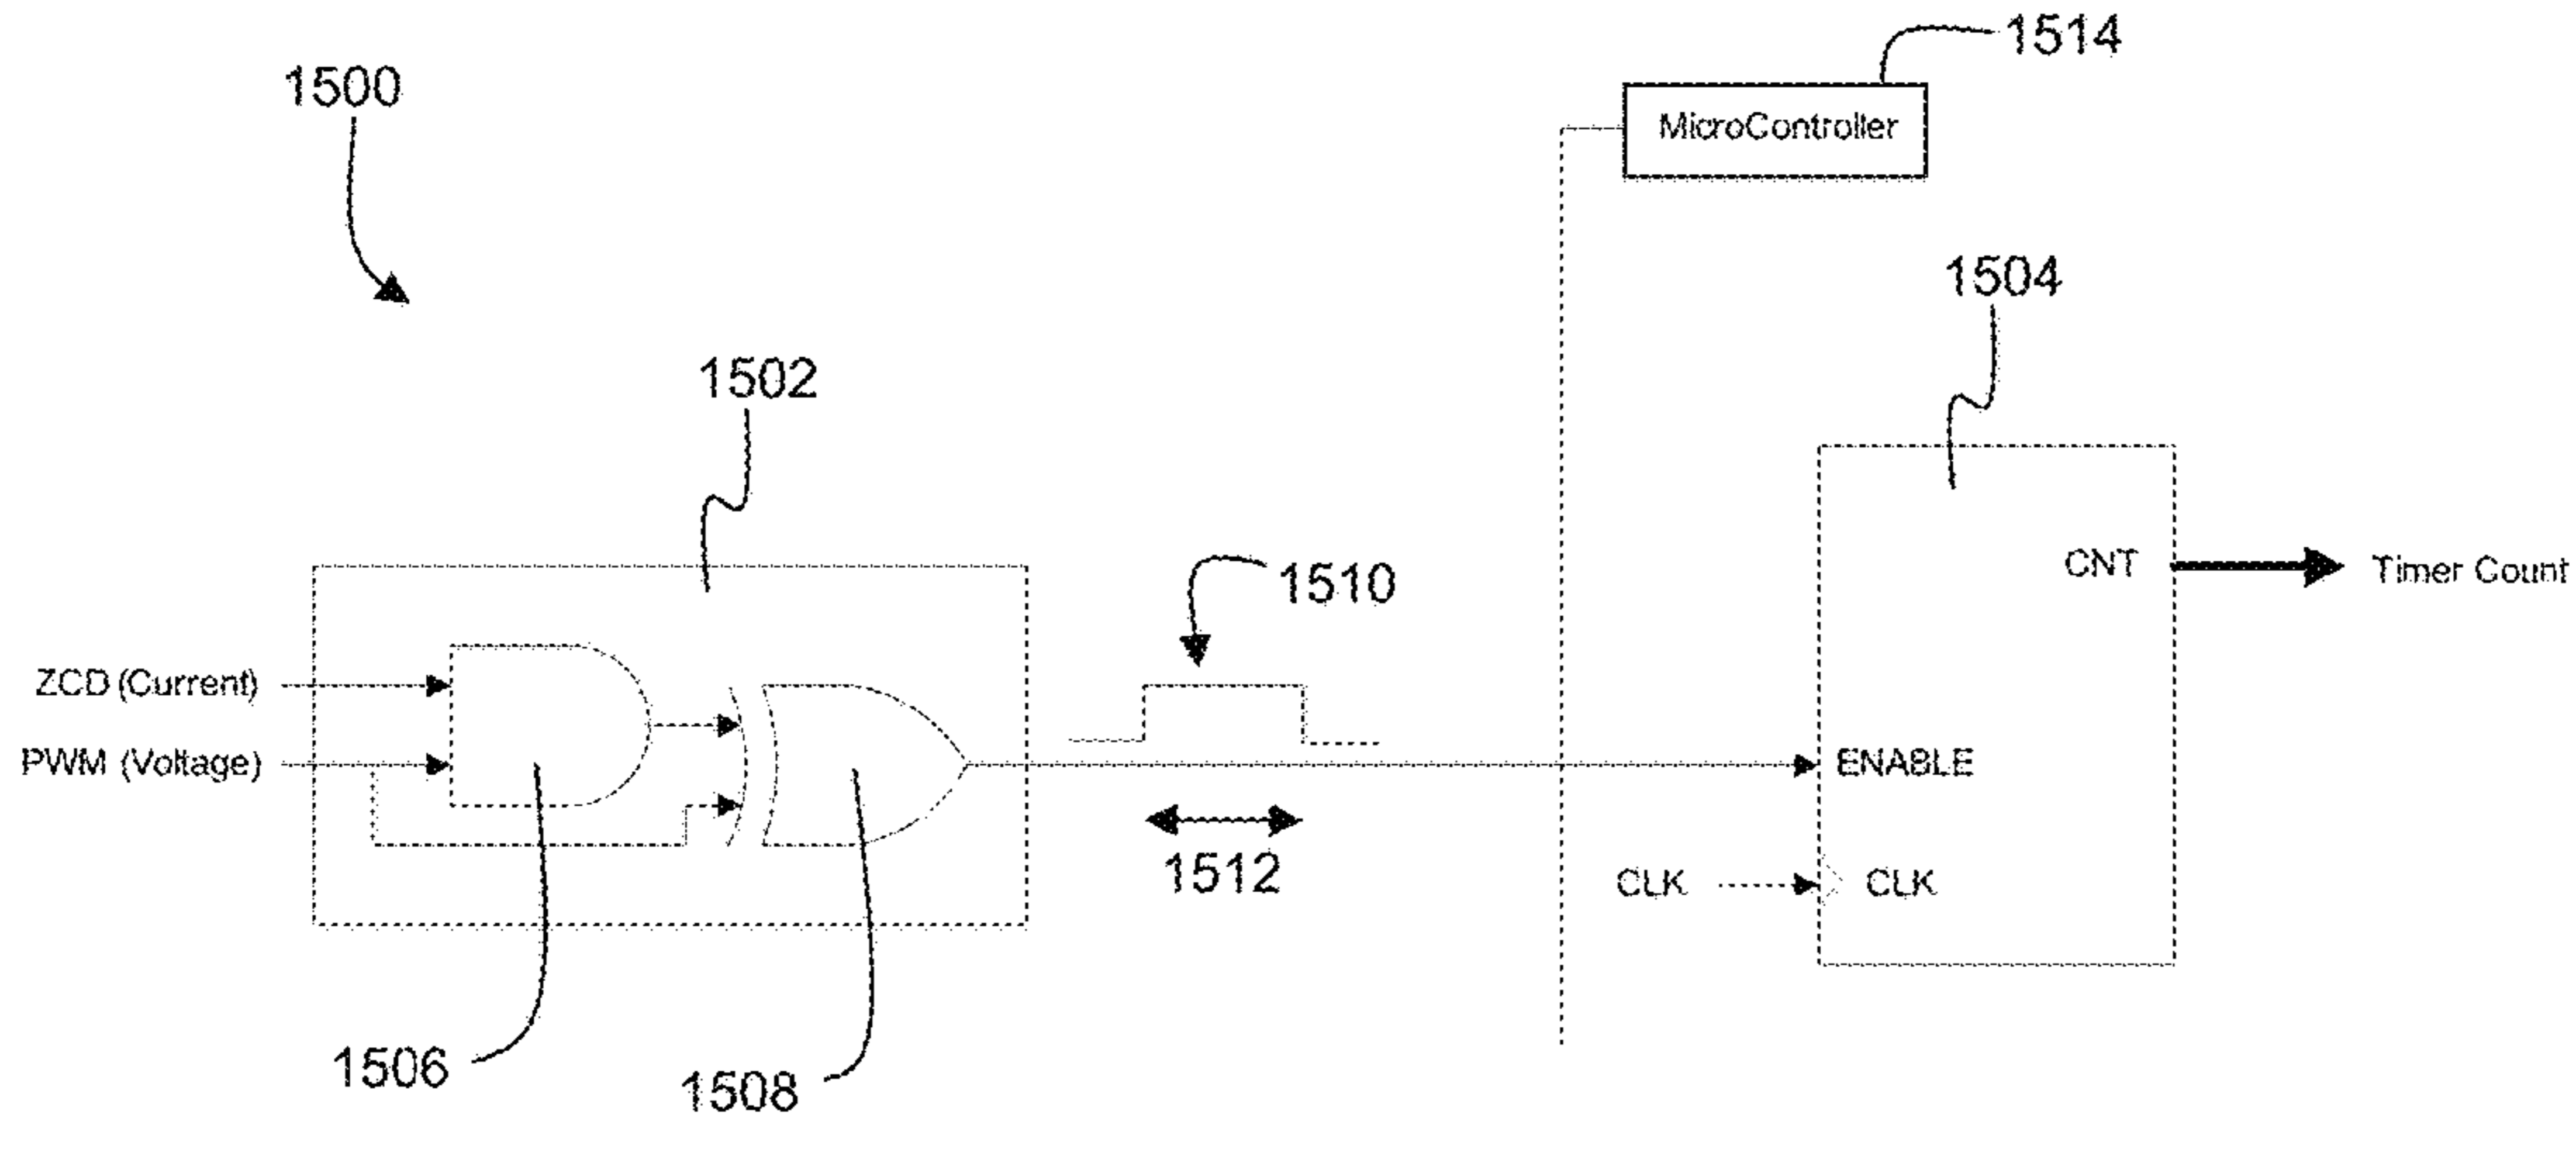 1514
1500
MicroController
1504
1502
CNT
Timer Count
1510
ZCD (Current)
PWM (Voltage)
ENABLE
1512
CLK
CLK
1506
1508